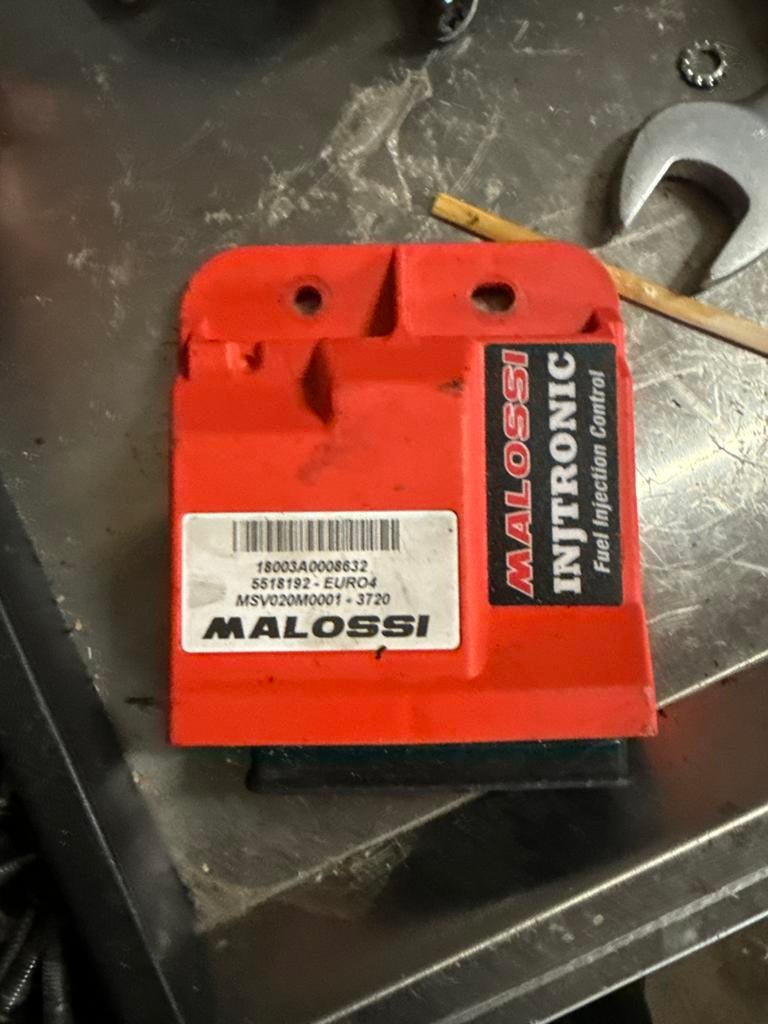 MALOSSI
INJTRONIC
Fuel Injection Control
18003A0008632
5518192 - EURO4
MSV020M0001 - 3720
MALOSSI